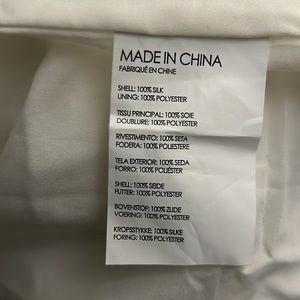 MADE IN CHINA
FABRIQUÉ EN CHINE
SHELL: 100% SILK
LINING: 100% POLYESTER
TISSU PRINCIPAL: 100% SOIE
DOUBLURE: 100% POLYESTER
RIVESTIMENTO: 100% SETA
FODERA: 100% POLIESTERE
TELA EXTERIOR: 100% SEDA
FORRO: 100% POLIÉSTER
SHELL: 100% SEIDE
FUTTER: 100% POLYESTER
BOVENSTOF: 100% ZIJDE
VOERING: 100% POLYESTER
KROPSSTYKKE: 100% SILKE
FORING: 100% POLYESTER